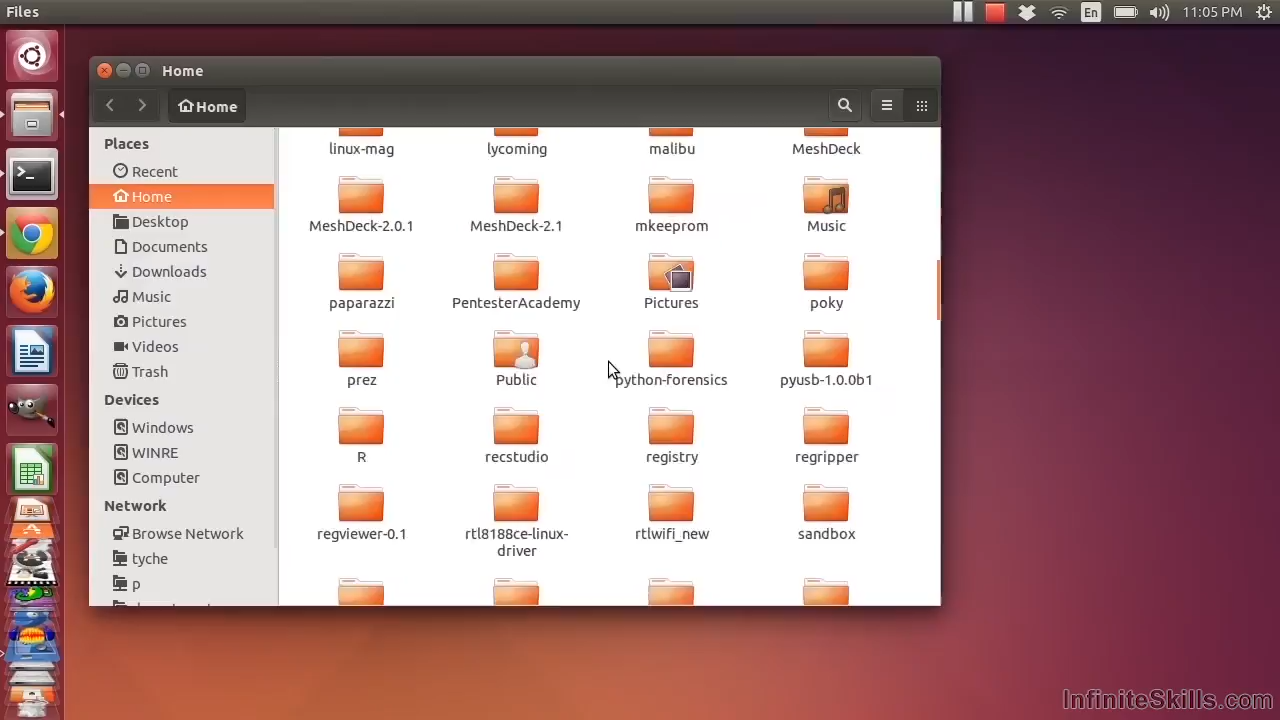 Files
En
11:05 PM
Home
Home
Places
Recent
Home
Desktop
Documents
Downloads
Music
Pictures
Videos
Trash
Devices
Windows
WINRE
Computer
Network
Browse Network
tyche
p
linux-mag lycoming malibu MeshDeck
MeshDeck-2.0.1 MeshDeck-2.1 mkeeprom Music
paparazzi PentesterAcademy Pictures poky
prez Public python-forensics pyusb-1.0.0b1
R recstudio registry regripper
regviewer-0.1 rtl8188ce-linux- rtlwifi_new sandbox
driver
InfiniteSkills.com